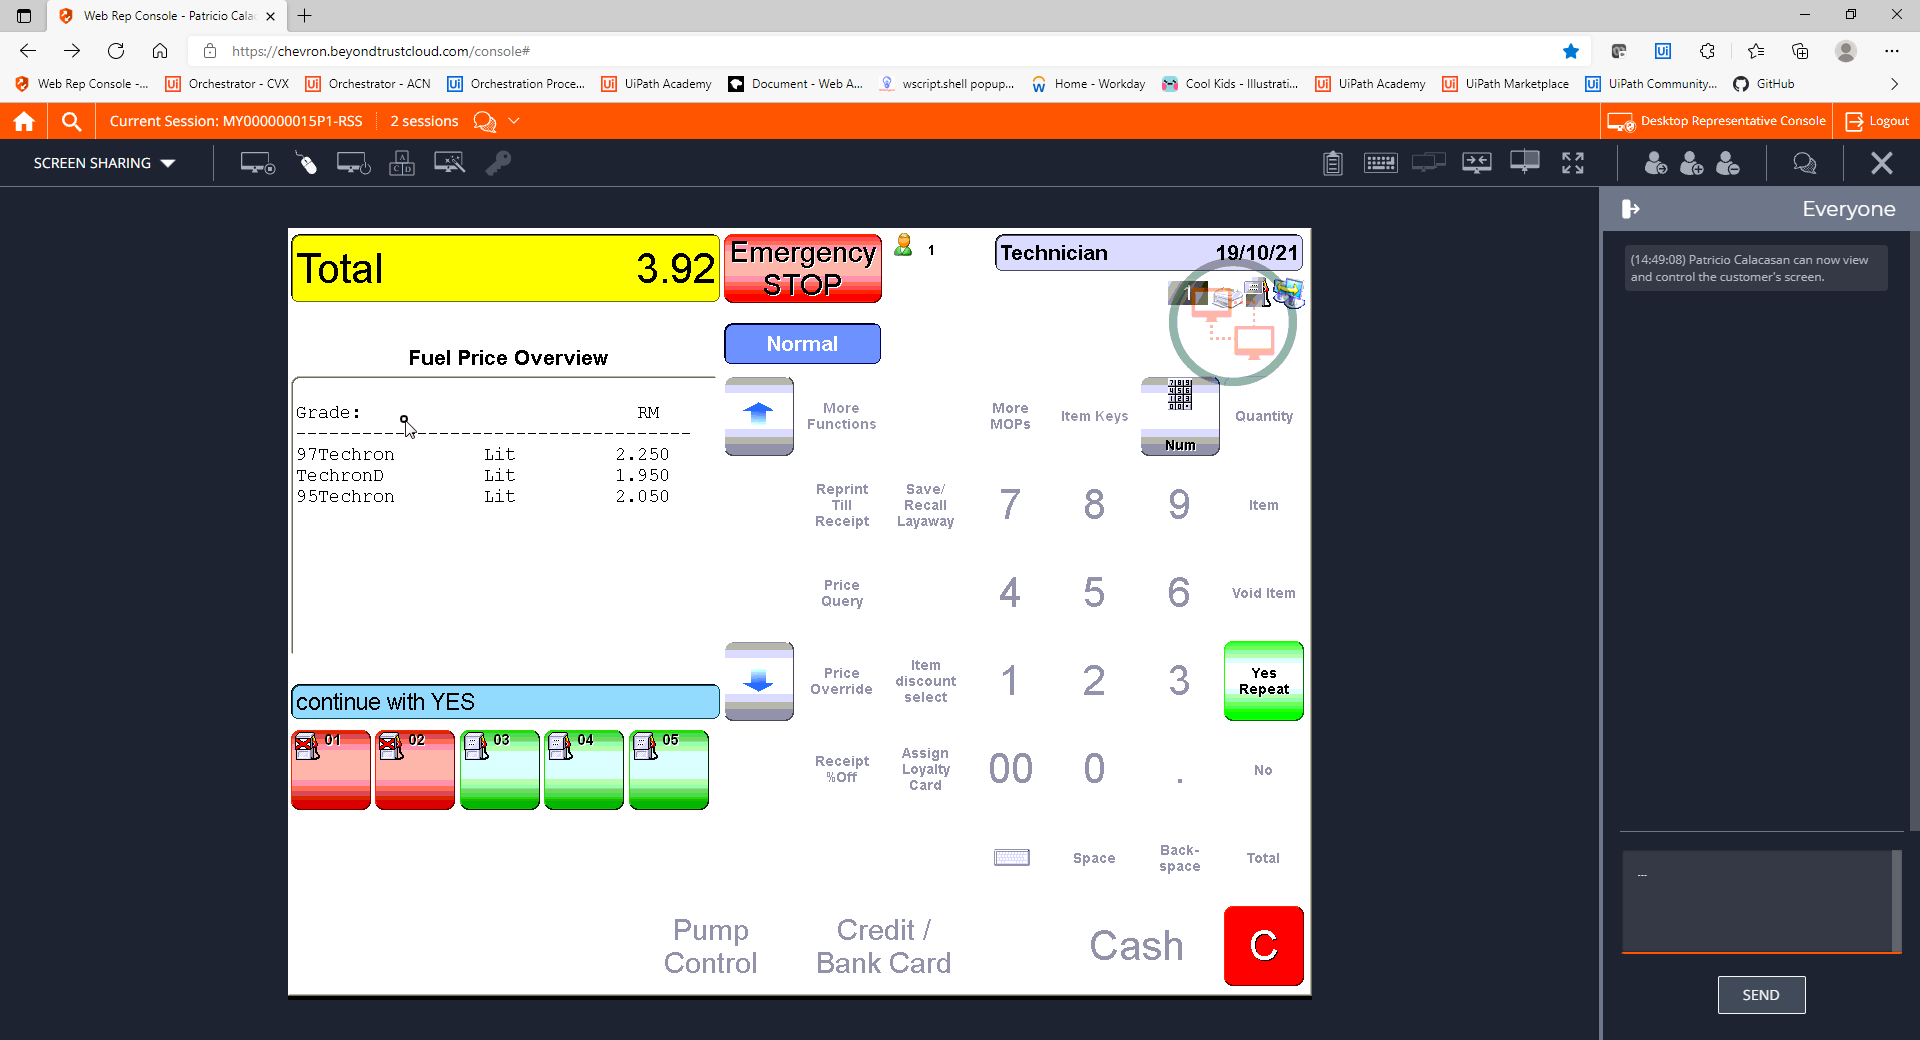 Web Rep Console - Patricio Cala
https://chevron.beyondtrustcloud.com/console#
Web Rep Console -...
Orchestrator - CVX
Orchestrator - ACN
Orchestration Proce...
UiPath Academy
Document - Web A...
wscript.shell popup...
Home - Workday
Cool Kids - Illustrati...
UiPath Academy
UiPath Marketplace
UiPath Community...
GitHub
Current Session: MY000000015P1-RSS
2 sessions
Desktop Representative Console
Logout
SCREEN SHARING
Everyone
(14:49:08) Patricio Calacasan can now view
and control the customer's screen.
Total 3.92
Emergency
STOP
1
Technician 19/10/21
1
Normal
Fuel Price Overview
Grade: RM
---------------------------------------------
97Techron Lit 2.250
TechronD Lit 1.950
95Techron Lit 2.050
More
Functions
More
MOPs
Item Keys
Num
Quantity
Reprint
Till
Receipt
Save/
Recall
Layaway
7
8
9
Item
Price
Query
4
5
6
Void Item
Price
Override
Item
discount
select
1
2
3
Yes
Repeat
continue with YES
01
02
03
04
05
Receipt
%Off
Assign
Loyalty
Card
00
0
.
No
Space
Back-
space
Total
Pump
Control
Credit /
Bank Card
Cash
C
SEND